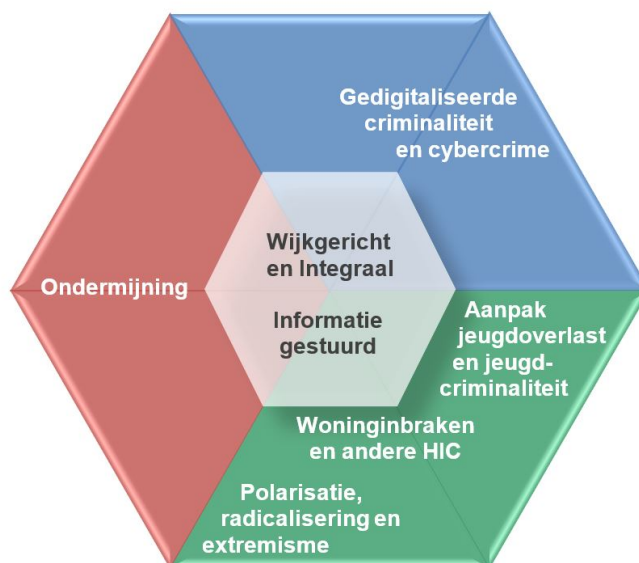 Gedigitaliseerde
criminaliteit
en cybercrime
Wijkgericht
en Integraal
Informatie
gestuurd
Ondermijning
Aanpak
jeugdoverlast
en jeugd-
criminaliteit
Woninginbraken
en andere HIC
Polarisatie,
radicalisering en
extremisme